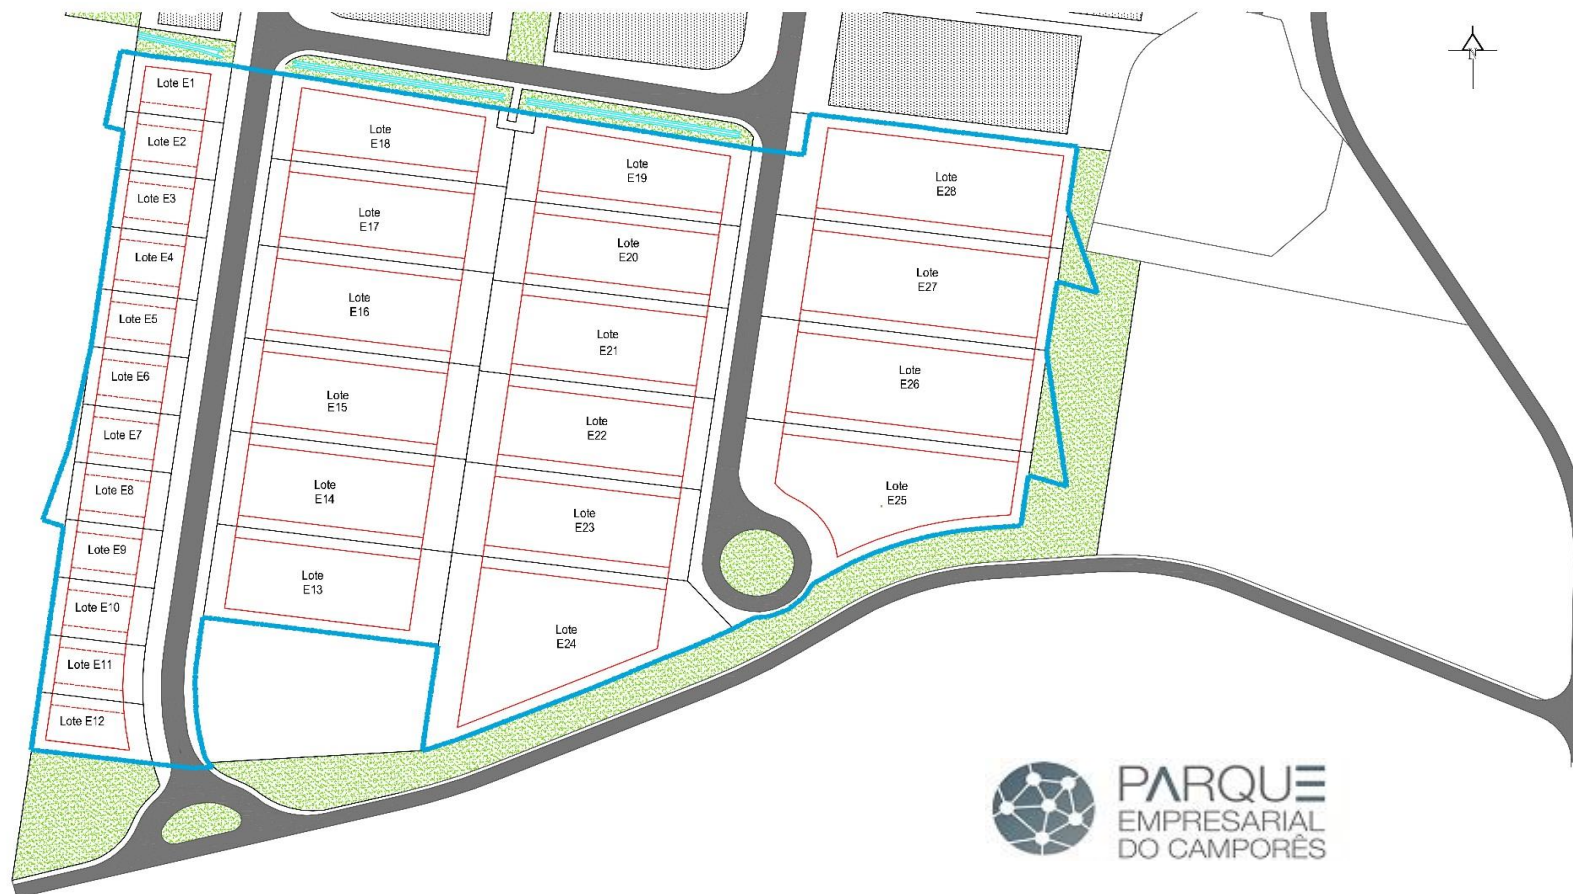 Lote E1
Lote E2
Lote E3
Lote E4
Lote E5
Lote E6
Lote E7
Lote E8
Lote E9
Lote E10
Lote E11
Lote E12
Lote
E18
Lote
E17
Lote
E16
Lote
E15
Lote
E14
Lote
E13
Lote
E19
Lote
E20
Lote
E21
Lote
E22
Lote
E23
Lote
E24
Lote
E28
Lote
E27
Lote
E26
Lote
E25
N
PARQUE
EMPRESARIAL
DO CAMPORÊS